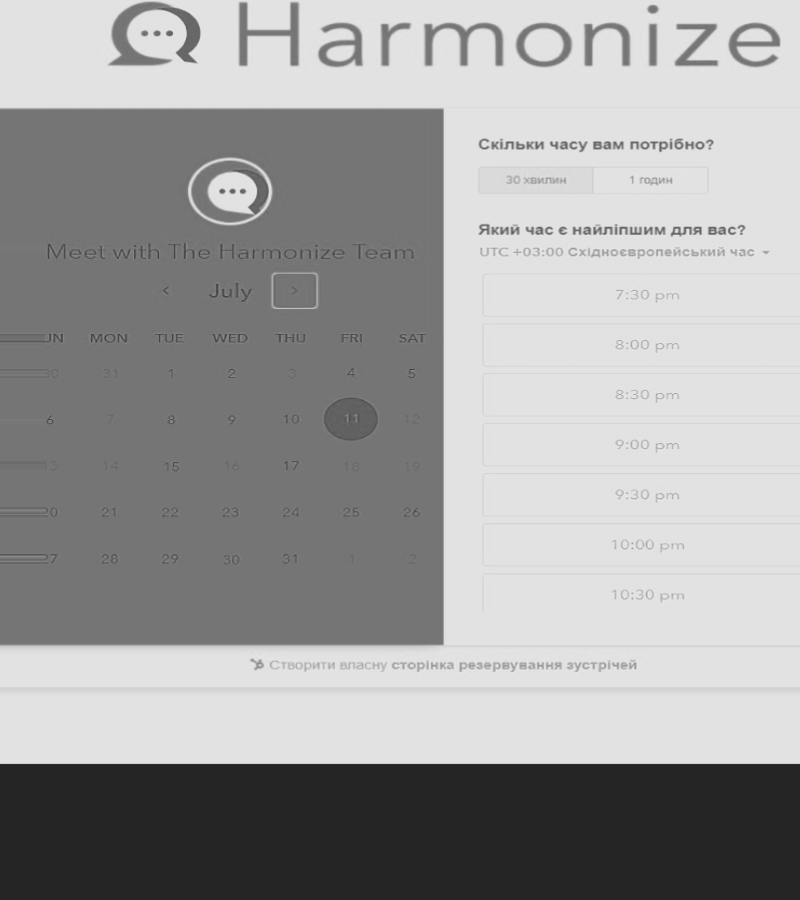 Harmonize
Meet with The Harmonize Team
< July >
UN MON TUE WED THU FRI SAT
30 31 1 2 3 4 5
6 7 8 9 10 11 12
13 14 15 16 17 18 19
20 21 22 23 24 25 26
27 28 29 30 31 1 2
Скільки часу вам потрібно?
30 хвилин 1 годин
Який час є найліпшим для вас?
UTC +03:00 Східноєвропейський час
7:30 pm
8:00 pm
8:30 pm
9:00 pm
9:30 pm
10:00 pm
10:30 pm
Створити власну сторінка резервування зустрічей